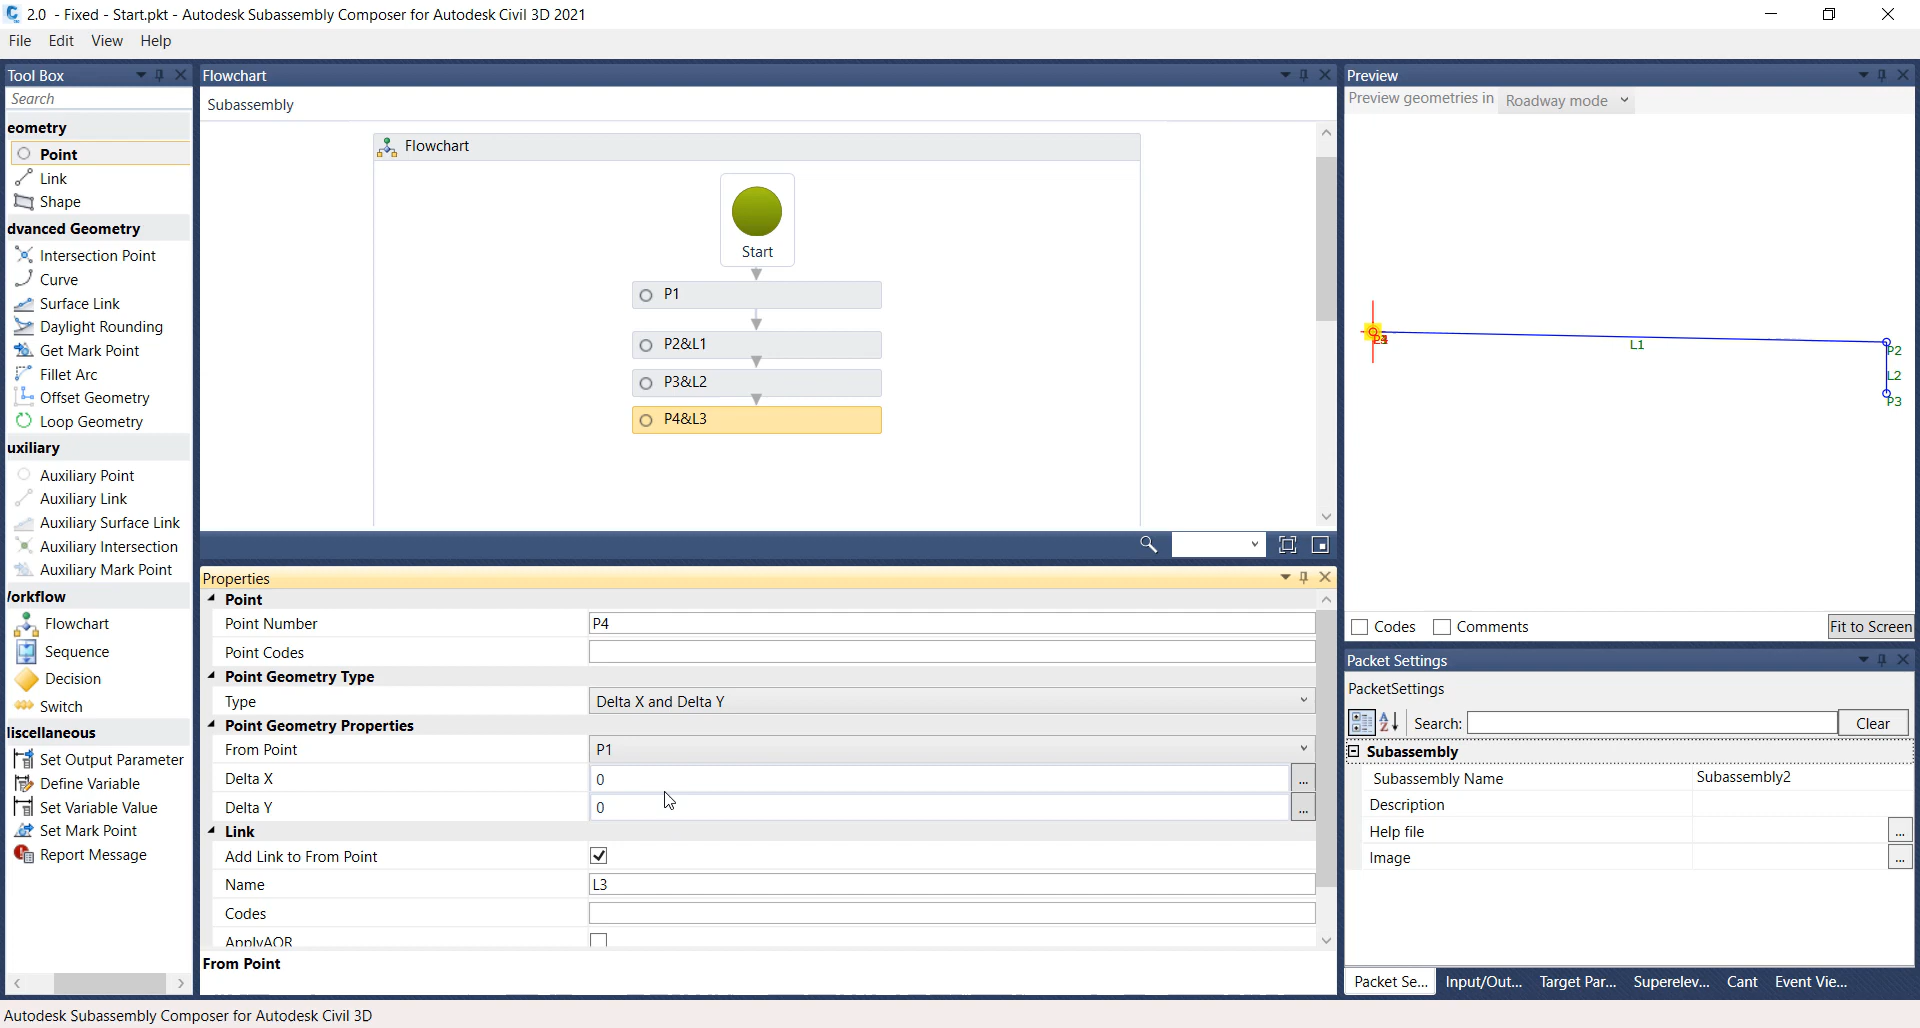 2.0 - Fixed - Start.pkt - Autodesk Subassembly Composer for Autodesk Civil 3D 2021
File Edit View Help
Tool Box
Search
eometry
Point
Link
Shape
dvanced Geometry
Intersection Point
Curve
Surface Link
Daylight Rounding
Get Mark Point
Fillet Arc
Offset Geometry
Loop Geometry
uxiliary
Auxiliary Point
Auxiliary Link
Auxiliary Surface Link
Auxiliary Intersection
Auxiliary Mark Point
/orkflow
Flowchart
Sequence
Decision
Switch
liscellaneous
Set Output Parameter
Define Variable
Set Variable Value
Set Mark Point
Report Message
Flowchart
Subassembly
Flowchart
Start
P1
P2&L1
P3&L2
P4&L3
Properties
Point
Point Number P4
Point Codes
Point Geometry Type
Type Delta X and Delta Y
Point Geometry Properties
From Point P1
Delta X 0 ...
Delta Y 0 ...
Link
Add Link to From Point
Name L3
Codes
ApplyAOR
From Point
Preview
Preview geometries in Roadway mode
L1
P2
L2
P3
Codes Comments Fit to Screen
Packet Settings
PacketSettings
Search: Clear
Subassembly
Subassembly Name Subassembly2
Description
Help file ...
Image ...
Packet Se... Input/Out... Target Par... Superelev... Cant Event Vie...
Autodesk Subassembly Composer for Autodesk Civil 3D